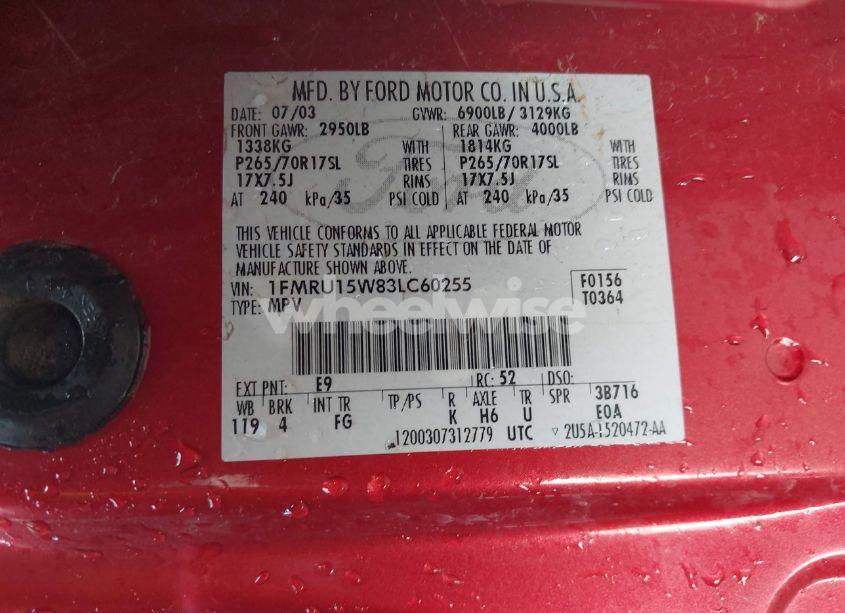 MFD. BY FORD MOTOR CO. IN U.S.A.
DATE: 07/03 GVWR: 6900LB/ 3129KG
FRONT GAWR: 2950LB REAR GAWR: 4000LB
1338KG WITH 1814KG WITH
P265/70R17SL TIRES P265/70R17SL TIRES
17X7.5J RIMS 17X7.5J RIMS
AT 240 kPa/35 PSI COLD AT 240 kPa/35 PSI COLD
THIS VEHICLE CONFORMS TO ALL APPLICABLE FEDERAL MOTOR
VEHICLE SAFETY STANDARDS IN EFFECT ON THE DATE OF
MANUFACTURE SHOWN ABOVE.
VIN: 1FMRU15W83LC60255 F0156
TYPE: MPV T0364
wheelwise
EXT PNT: E9 RC: 52 DSO:
WB BRK INT TR TP/PS R AXLE TR SPR 3B716
119 4 FG K H6 U E0A
1200307312779 UTC ▽ 2U5A-1520472-AA
Ford